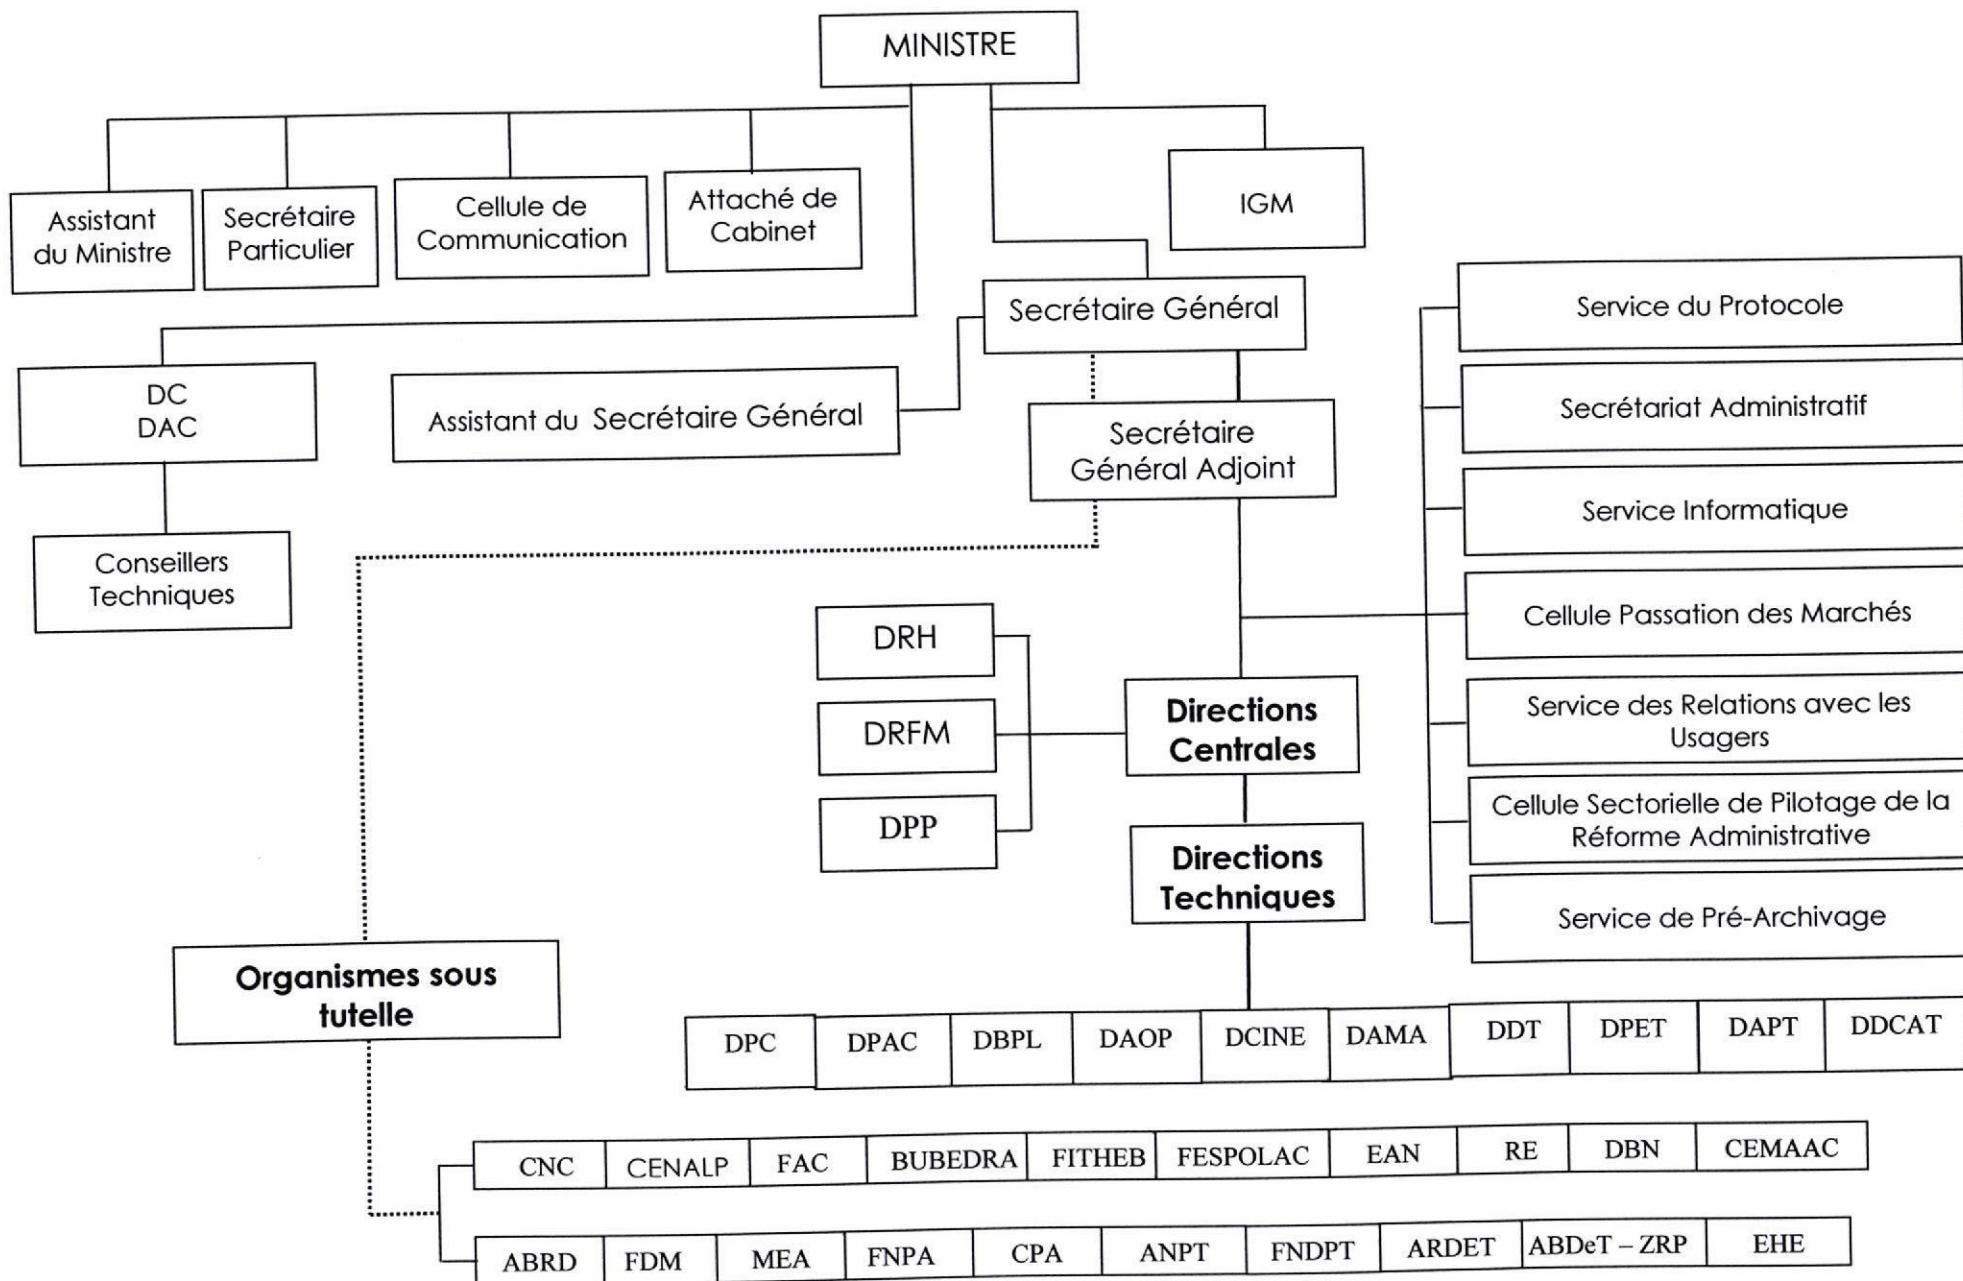 MINISTRE
Assistant
du Ministre
Secrétaire
Particulier
Cellule de
Communication
Attaché de
Cabinet
IGM
Secrétaire Général
Service du Protocole
DC
DAC
Assistant du Secrétaire Général
Secrétaire
Général Adjoint
Secrétariat Administratif
Service Informatique
Conseillers
Techniques
Cellule Passation des Marchés
DRH
DRFM
DPP
Directions
Centrales
Service des Relations avec les
Usagers
Cellule Sectorielle de Pilotage de la
Réforme Administrative
Directions
Techniques
Service de Pré-Archivage
Organismes sous
tutelle
DPC DPAC DBPL DAOP DCINE DAMA DDT DPET DAPT DDCAT
CNC CENALP FAC BUBEDRA FITHEB FESPOLAC EAN RE DBN CEMAAC
ABRD FDM MEA FNPA CPA ANPT FNDPT ARDET ABDeT – ZRP EHE